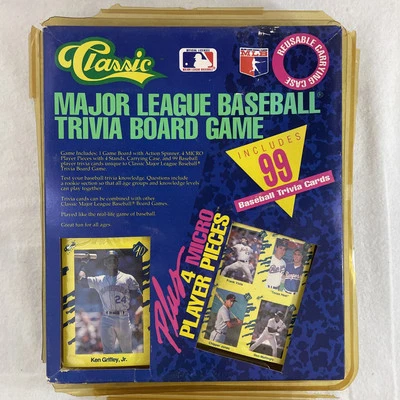 Classic
MLB
REUSABLE CARRYING CASE
MAJOR LEAGUE BASEBALL
TRIVIA BOARD GAME
Game Includes: 1 Game Board with Action Spinner, 4 MICRO
Player Pieces with 4 Stands, Carrying Case, and 99 Baseball
player trivia cards unique to Classic Major League Baseball
Trivia Board Game.
Test your baseball trivia knowledge. Questions include
a rookie section so that all age groups and knowledge levels
can play together.
Trivia cards can be combined with other
Classic Major League Baseball Board Games.
Played like the real life game of baseball.
Great fun for all ages.
INCLUDES
99
Baseball Trivia Cards
Plus 4 MICRO
PLAYER PIECES
24
Ken Griffey, Jr.